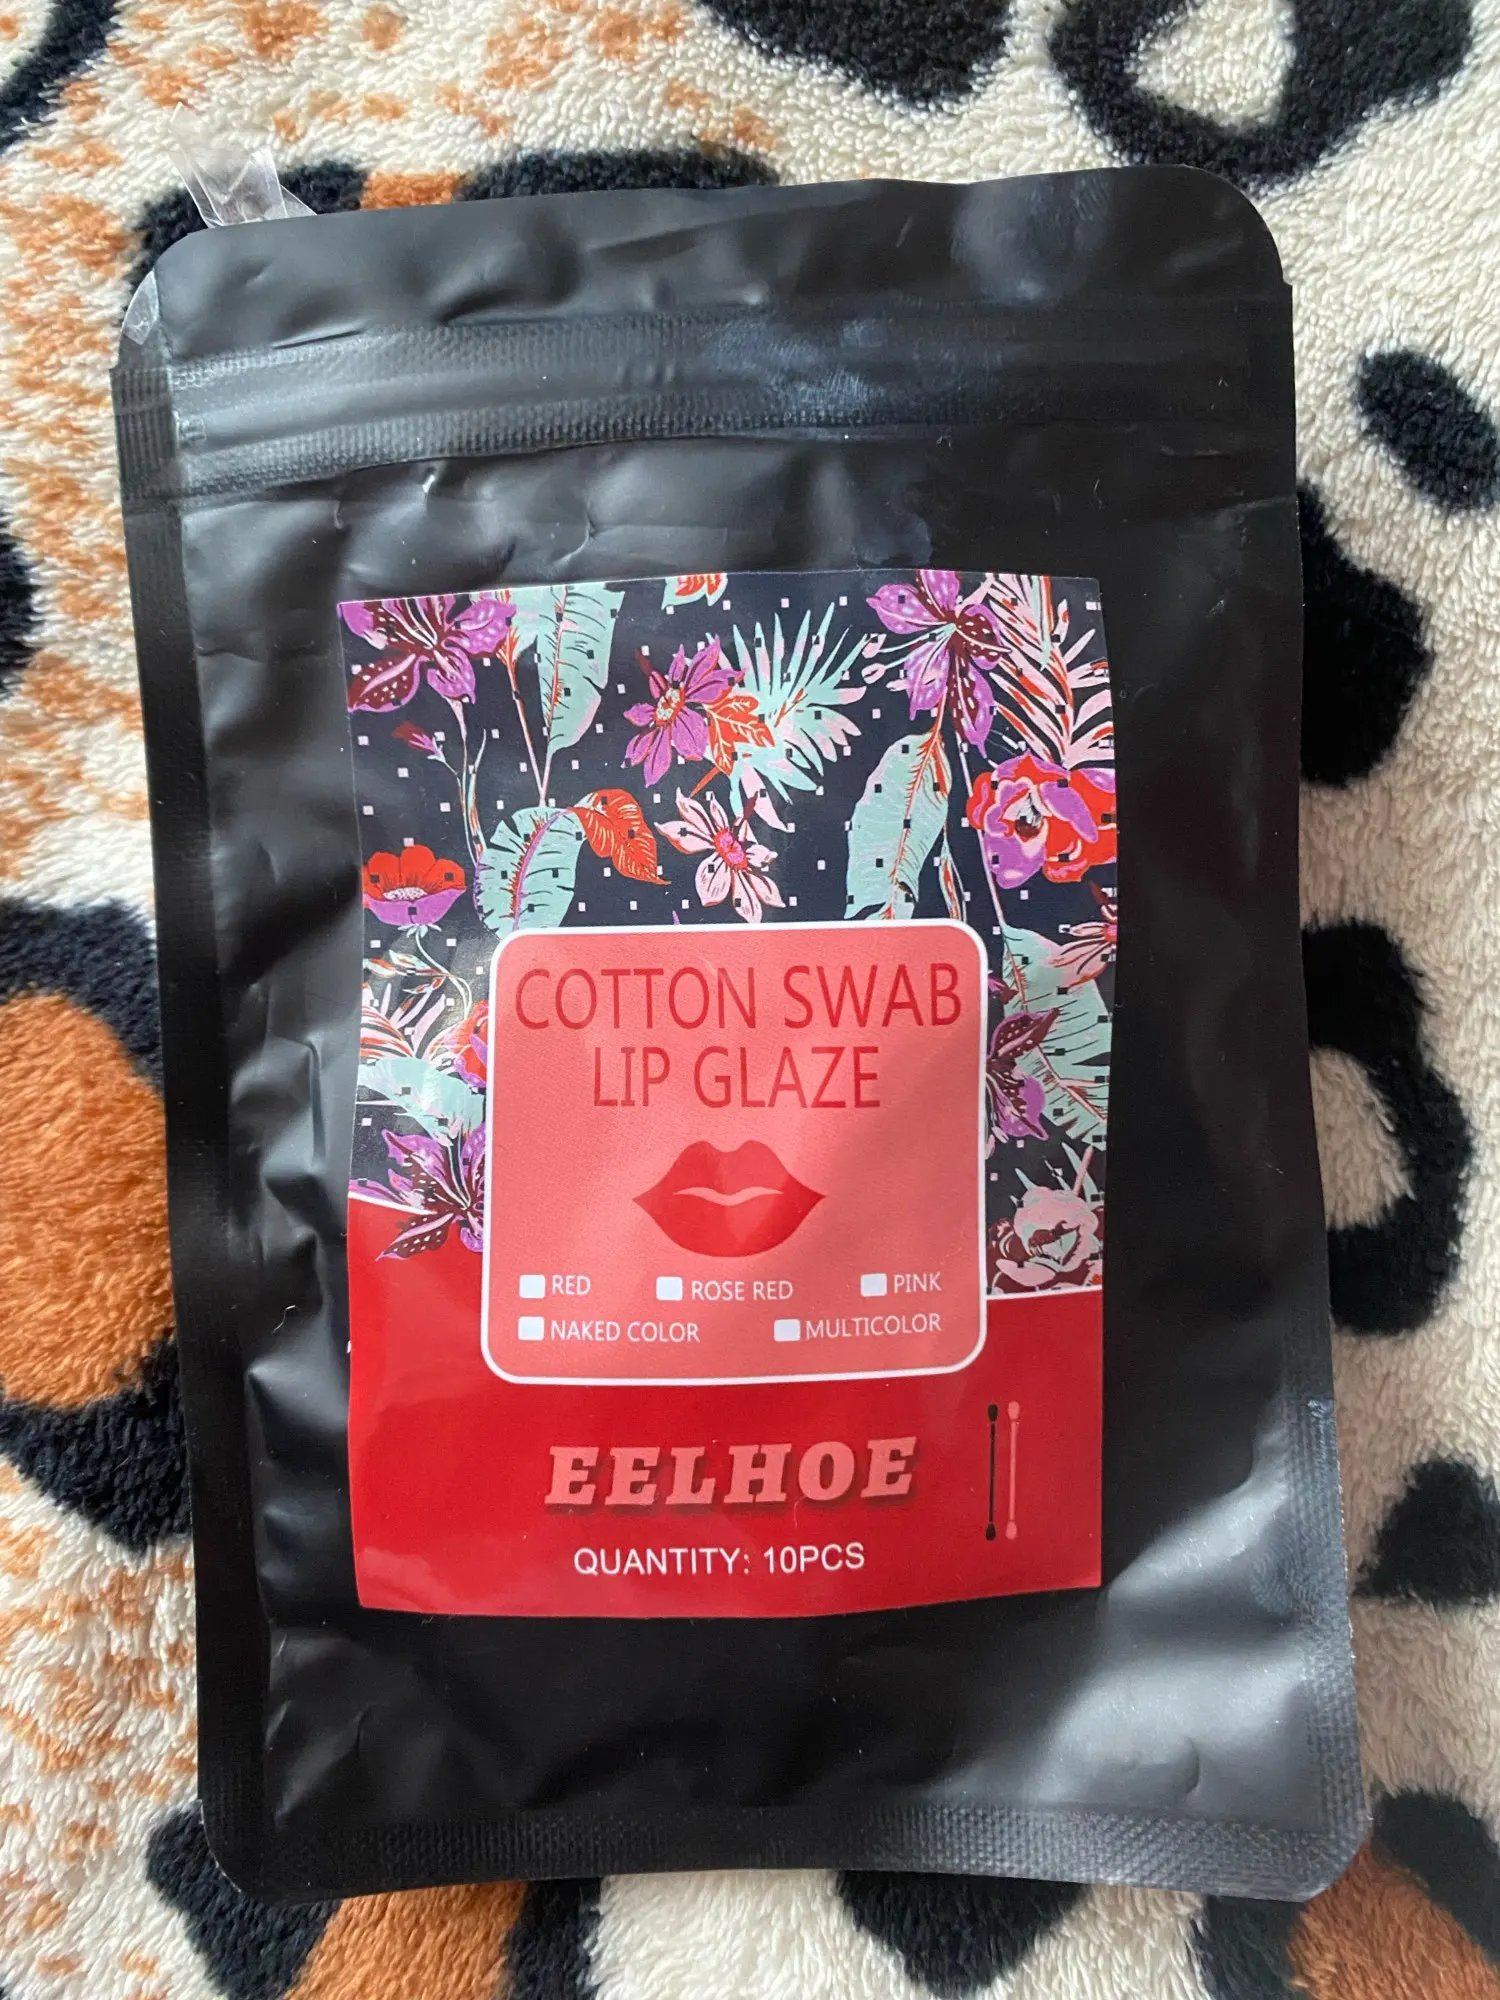 COTTON SWAB
LIP GLAZE
RED ROSE RED PINK
NAKED COLOR MULTICOLOR
EELHOE
QUANTITY: 10PCS